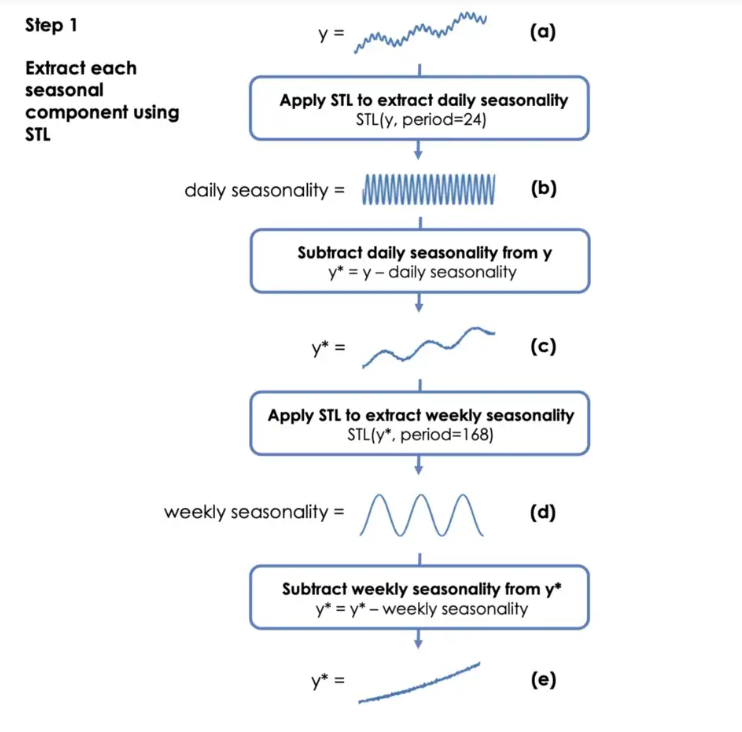 Step 1
Extract each
seasonal
component using
STL
y =
(a)
Apply STL to extract daily seasonality
STL(y, period=24)
daily seasonality =
(b)
Subtract daily seasonality from y
y* = y – daily seasonality
y* =
(c)
Apply STL to extract weekly seasonality
STL(y*, period=168)
weekly seasonality =
(d)
Subtract weekly seasonality from y*
y* = y* – weekly seasonality
y* =
(e)